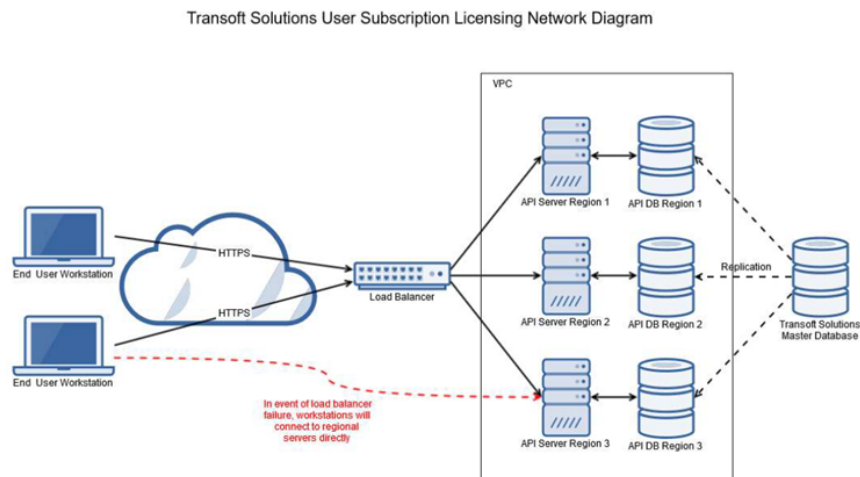 Transoft Solutions User Subscription Licensing Network Diagram
VPC
API Server Region 1
API DB Region 1
HTTPS
End User Workstation
Load Balancer
HTTPS
Replication
API Server Region 2
API DB Region 2
Transoft Solutions
Master Database
End User Workstation
In event of load balancer
failure, workstations will
connect to regional
servers directly
API Server Region 3
API DB Region 3